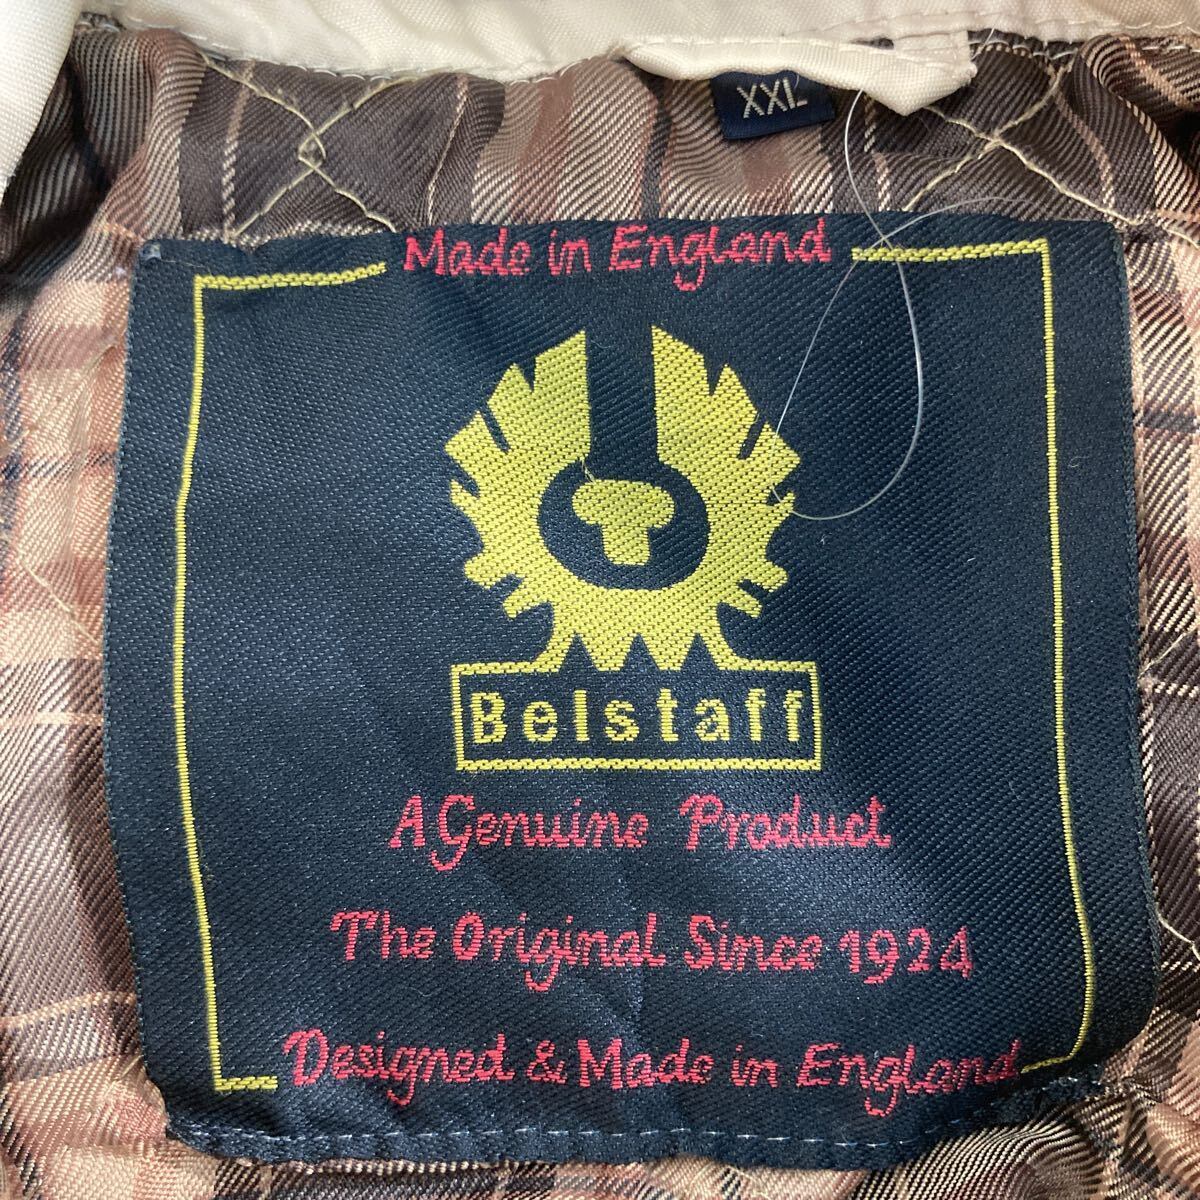 XXL
Made in England
Belstaff
A Genuine Product
The Original Since 1924
Designed & Made in England